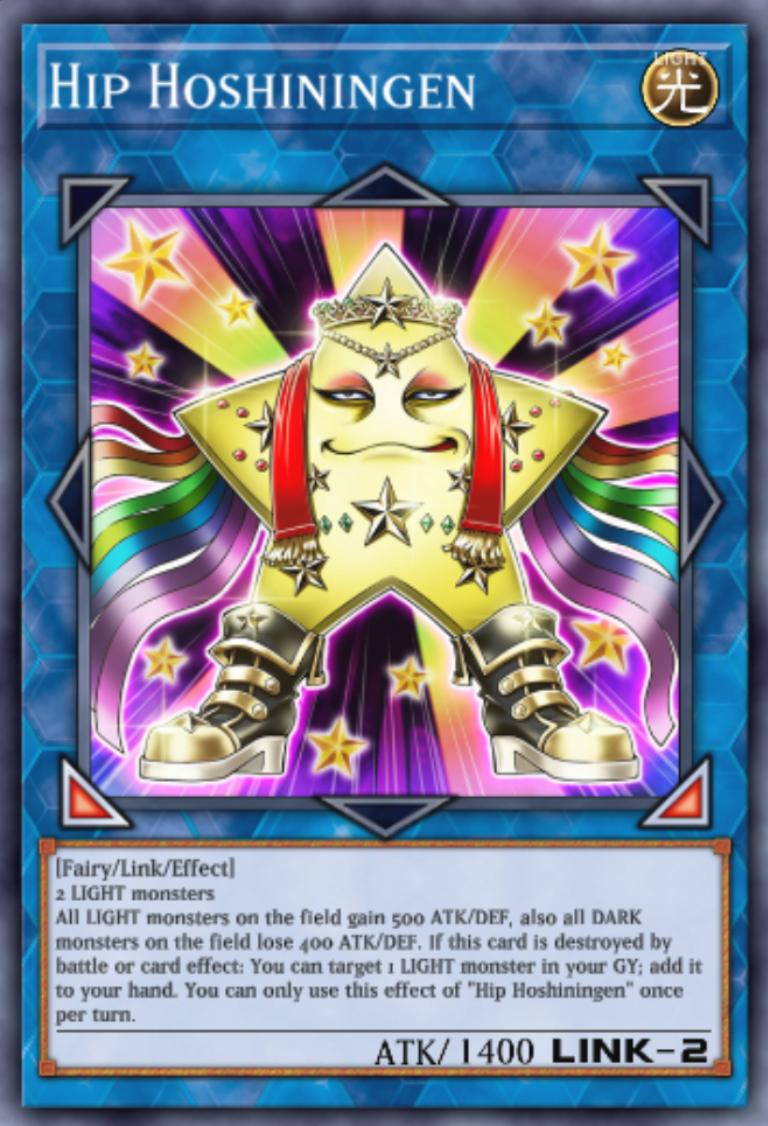 Hip Hoshiningen
LIGHT
光
[Fairy/Link/Effect]
2 LIGHT monsters
All LIGHT monsters on the field gain 500 ATK/DEF, also all DARK
monsters on the field lose 400 ATK/DEF. If this card is destroyed by
battle or card effect: You can target 1 LIGHT monster in your GY; add it
to your hand. You can only use this effect of "Hip Hoshiningen" once
per turn.
ATK/ 1400 LINK-2